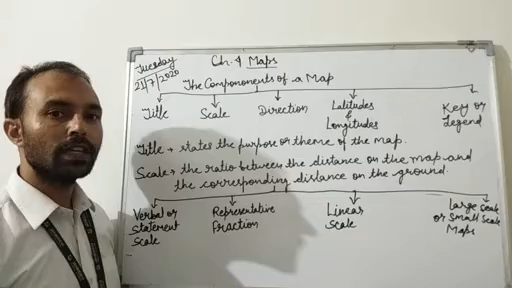 Tuesday
21/7/2020
Ch:4 Maps
The Compononents of a Map
Title
Scale
Direction
Latitudes
&
Longitudes
Key or
Legend
Title → states the purpose or theme of the map.
Scale → the ratio between the distance on the map and
the corresponding distance on the ground.
Verbal or
Statement
Scale
Representative
Fraction
Linear
Scale
Large Scale
or Small Scale
Maps